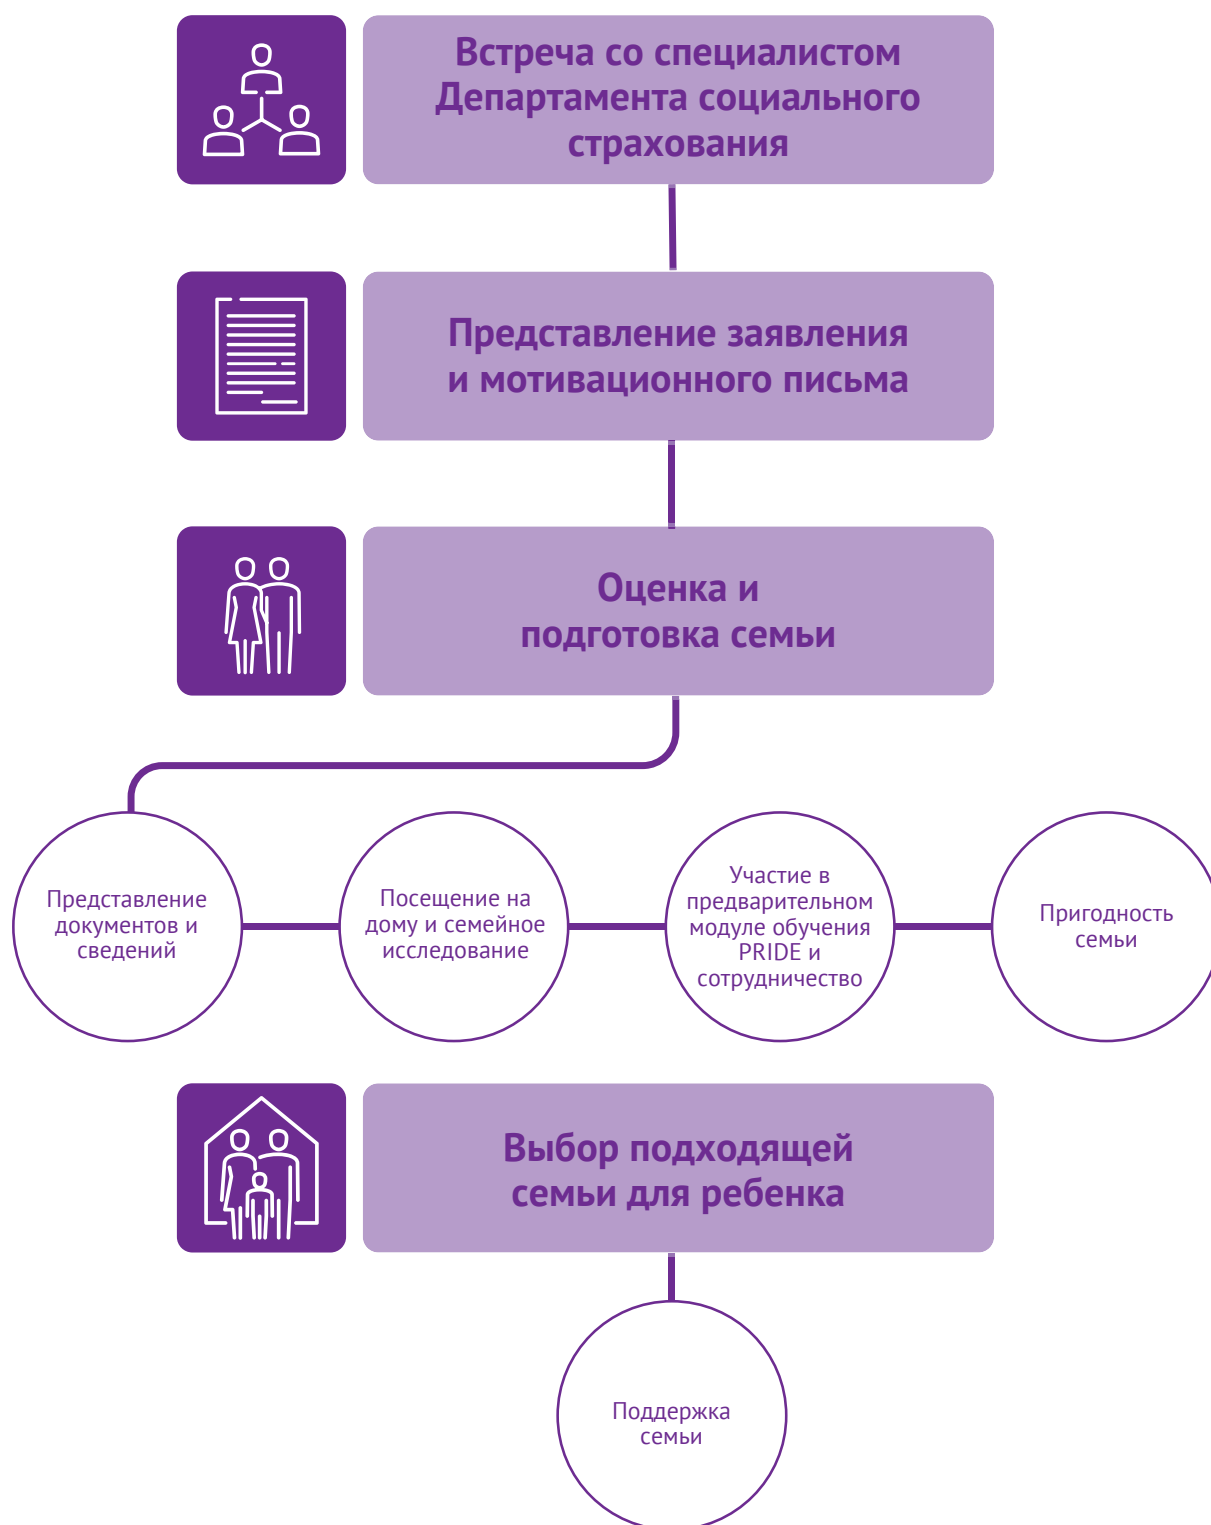 Встреча со специалистом
Департамента социального
страхования
Представление заявления
и мотивационного письма
Оценка и
подготовка семьи
Представление
документов и
сведений
Посещение на
дому и семейное
исследование
Участие в
предварительном
модуле обучения
PRIDE и
сотрудничество
Пригодность
семьи
Выбор подходящей
семьи для ребенка
Поддержка
семьи